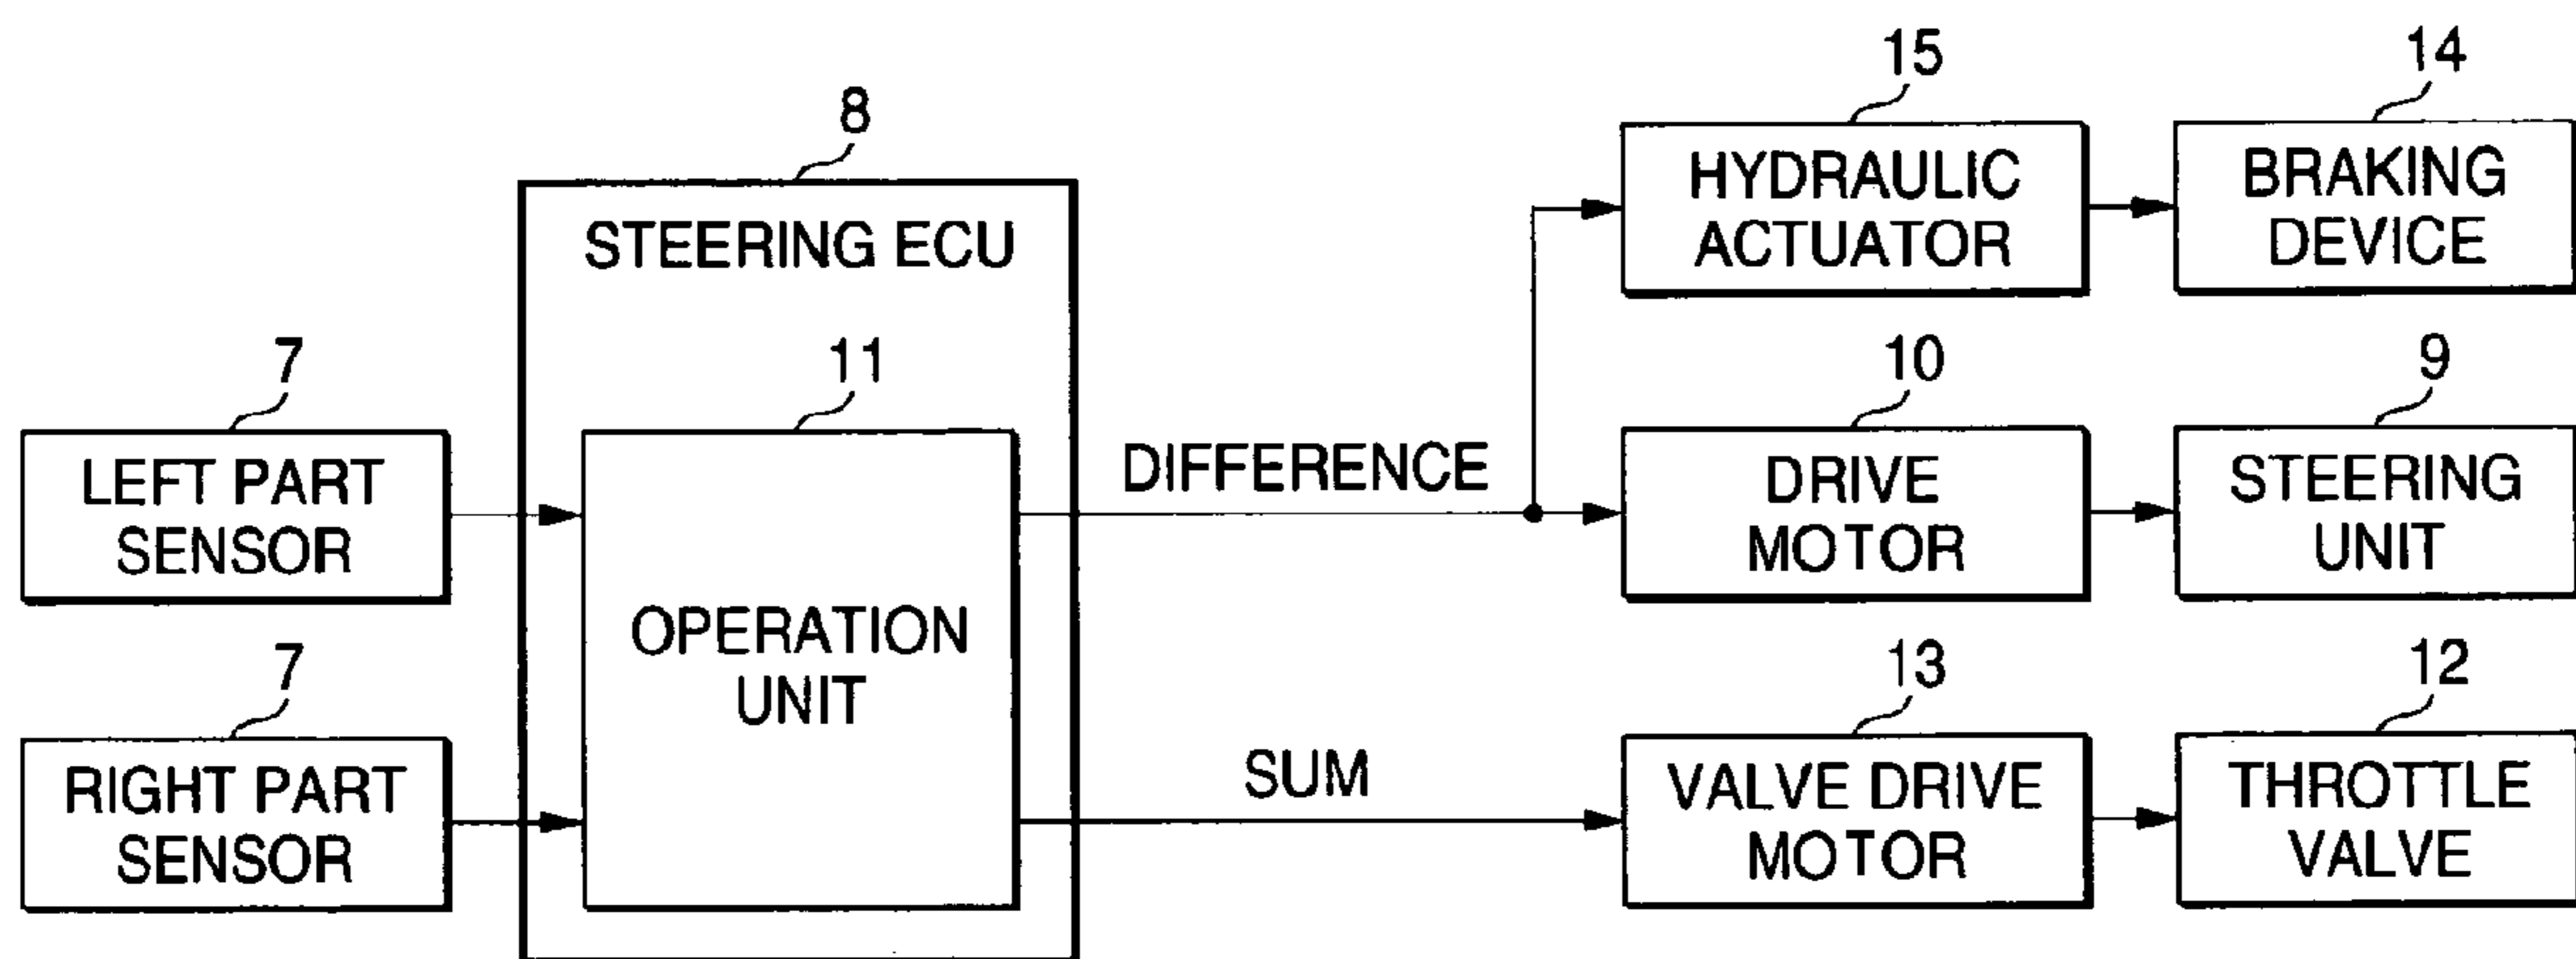 15
14
8
HYDRAULIC
ACTUATOR
BRAKING
DEVICE
STEERING ECU
7
11
10
9
LEFT PART
SENSOR
DIFFERENCE
DRIVE
MOTOR
STEERING
UNIT
OPERATION
UNIT
7
13
12
RIGHT PART
SENSOR
SUM
VALVE DRIVE
MOTOR
THROTTLE
VALVE